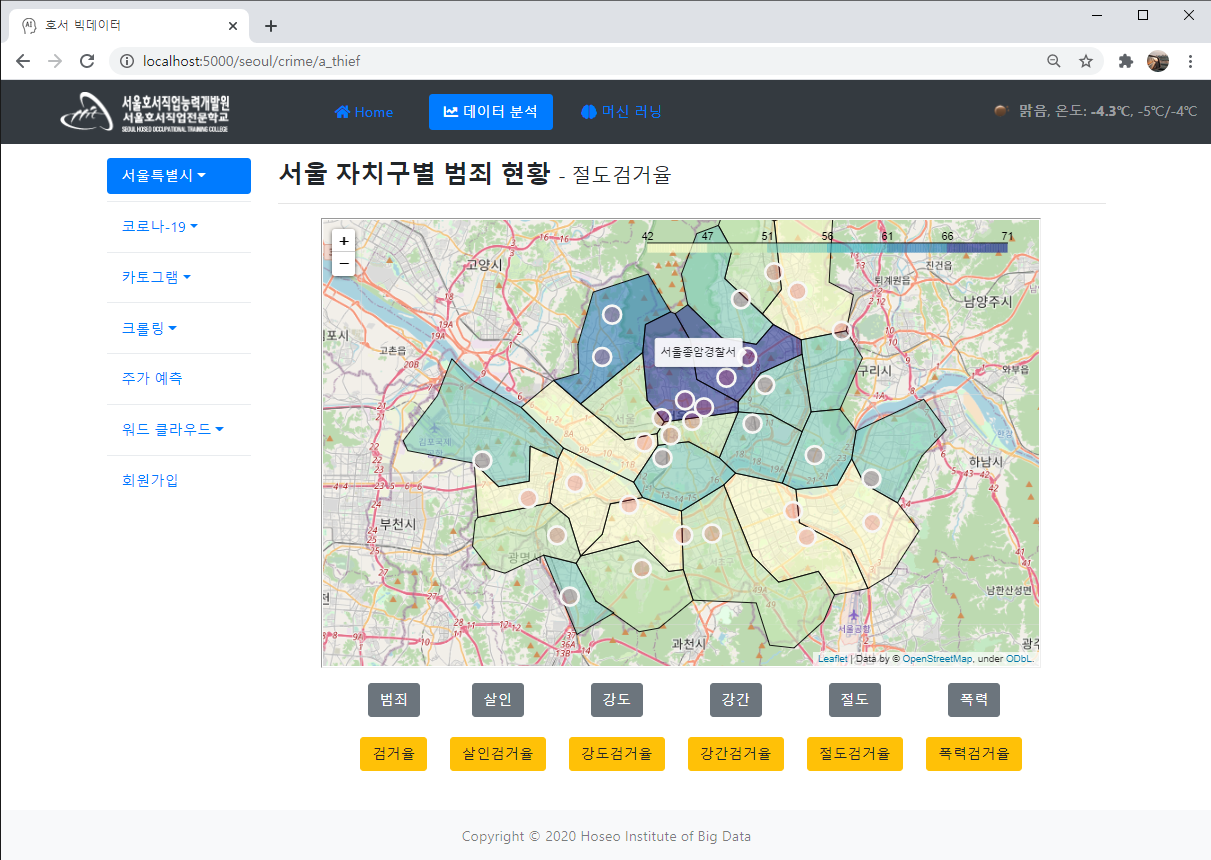 호서 빅데이터
localhost:5000/seoul/crime/a_thief
서울호서직업능력개발원
서울호서직업전문학교
SEOUL HOSEO OCCUPATIONAL TRAINING COLLEGE
Home
데이터 분석
머신 러닝
맑음, 온도: -4.3℃, -5℃/-4℃
서울특별시
코로나-19
카토그램
크롤링
주가 예측
워드 클라우드
회원가입
서울 자치구별 범죄 현황 - 절도검거율
+
−
42 47 51 56 61 66 71
고양시
진건읍
퇴계원읍
남양주시
고촌읍
서울종암경찰서
구리시
와부읍
서울
하남시
부천시
광명시
남한산성면
서울공항
과천시
Leaflet | Data by © OpenStreetMap, under ODbL.
범죄 살인 강도 강간 절도 폭력
검거율 살인검거율 강도검거율 강간검거율 절도검거율 폭력검거율
Copyright © 2020 Hoseo Institute of Big Data